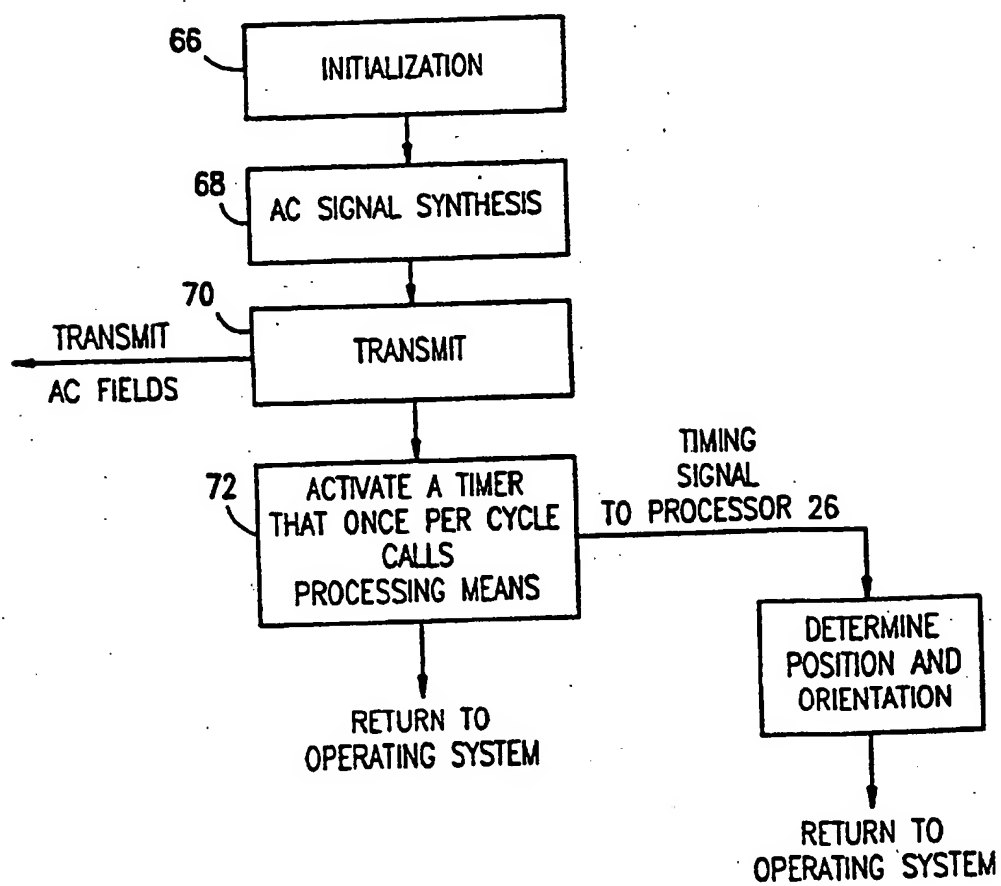 66
INITIALIZATION
68
AC SIGNAL SYNTHESIS
70
TRANSMIT
TRANSMIT
AC FIELDS
72
ACTIVATE A TIMER
THAT ONCE PER CYCLE
CALLS
PROCESSING MEANS
TIMING
SIGNAL
TO PROCESSOR 26
DETERMINE
POSITION AND
ORIENTATION
RETURN TO
OPERATING SYSTEM
RETURN TO
OPERATING SYSTEM